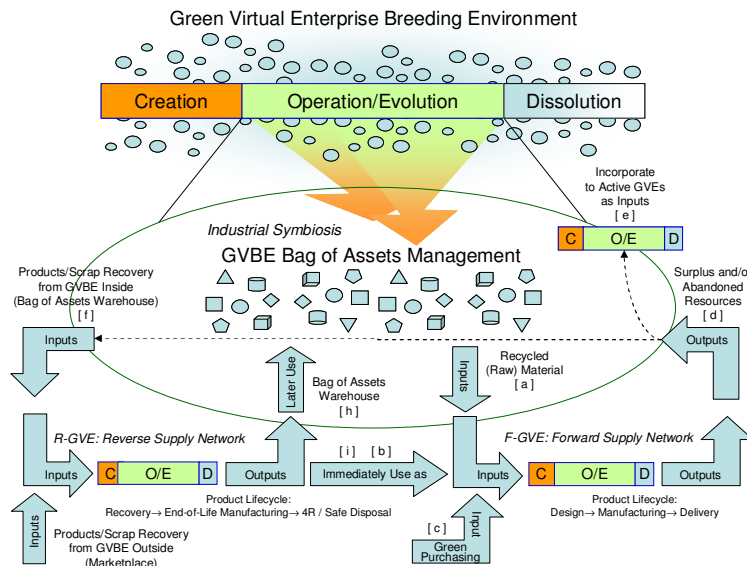 Green Virtual Enterprise Breeding Environment
Creation
Operation/Evolution
Dissolution
Incorporate
to Active GVEs
as Inputs
[ e ]
C
O/E
D
Industrial Symbiosis
GVBE Bag of Assets Management
Products/Scrap Recovery
from GVBE Inside
(Bag of Assets Warehouse)
[ f ]
Surplus and/o
Abandoned
Resources
[ d ]
Inputs
Outputs
Later Use
Bag of Assets
Warehouse
[ h ]
Inputs
Recycled
(Raw) Material
[ a ]
R-GVE: Reverse Supply Network
[ i ]
[ b ]
F-GVE: Forward Supply Network
Inputs
C
O/E
D
Outputs
Immediately Use as
Inputs
C
O/E
D
Outputs
Product Lifecycle:
Recovery→ End-of-Life Manufacturing→ 4R / Safe Disposal
Product Lifecycle:
Design→ Manufacturing→ Delivery
Inputs
Products/Scrap Recovery
from GVBE Outside
(Marketplace)
[ c ]
Input
Green
Purchasing